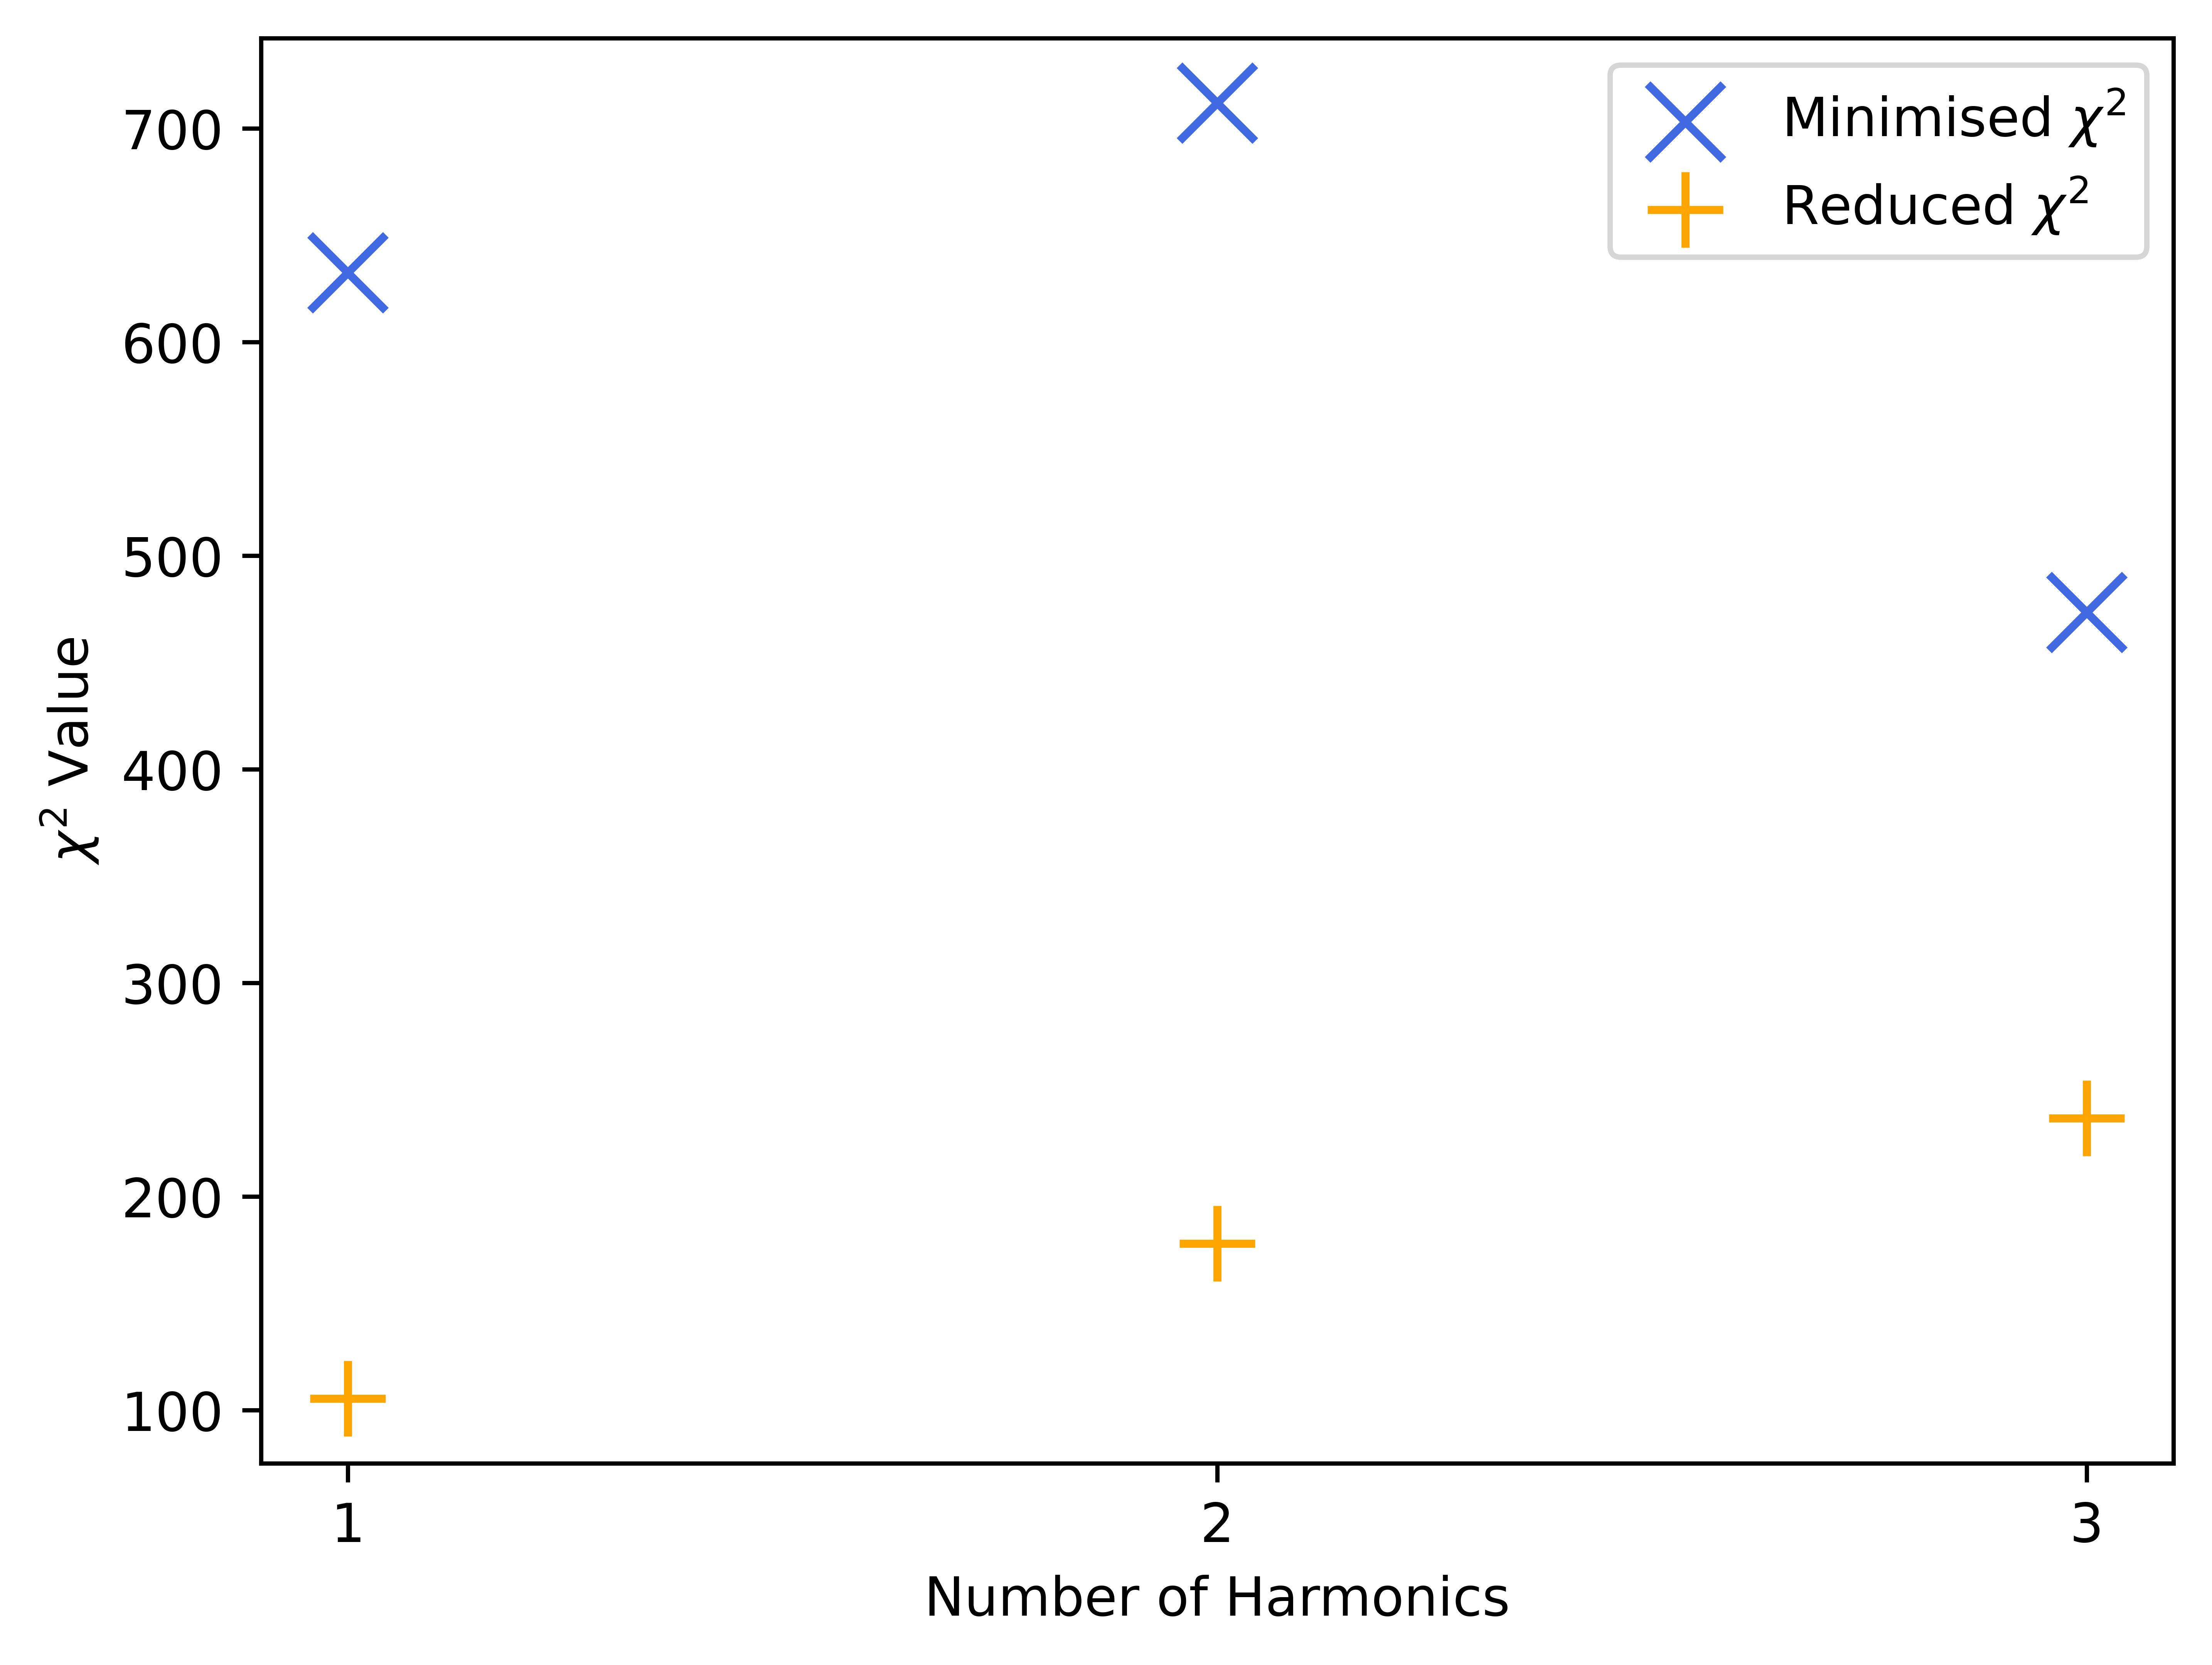 Minimised χ²
Reduced χ²
700
600
500
400
300
200
100
χ² Value
1
2
3
Number of Harmonics